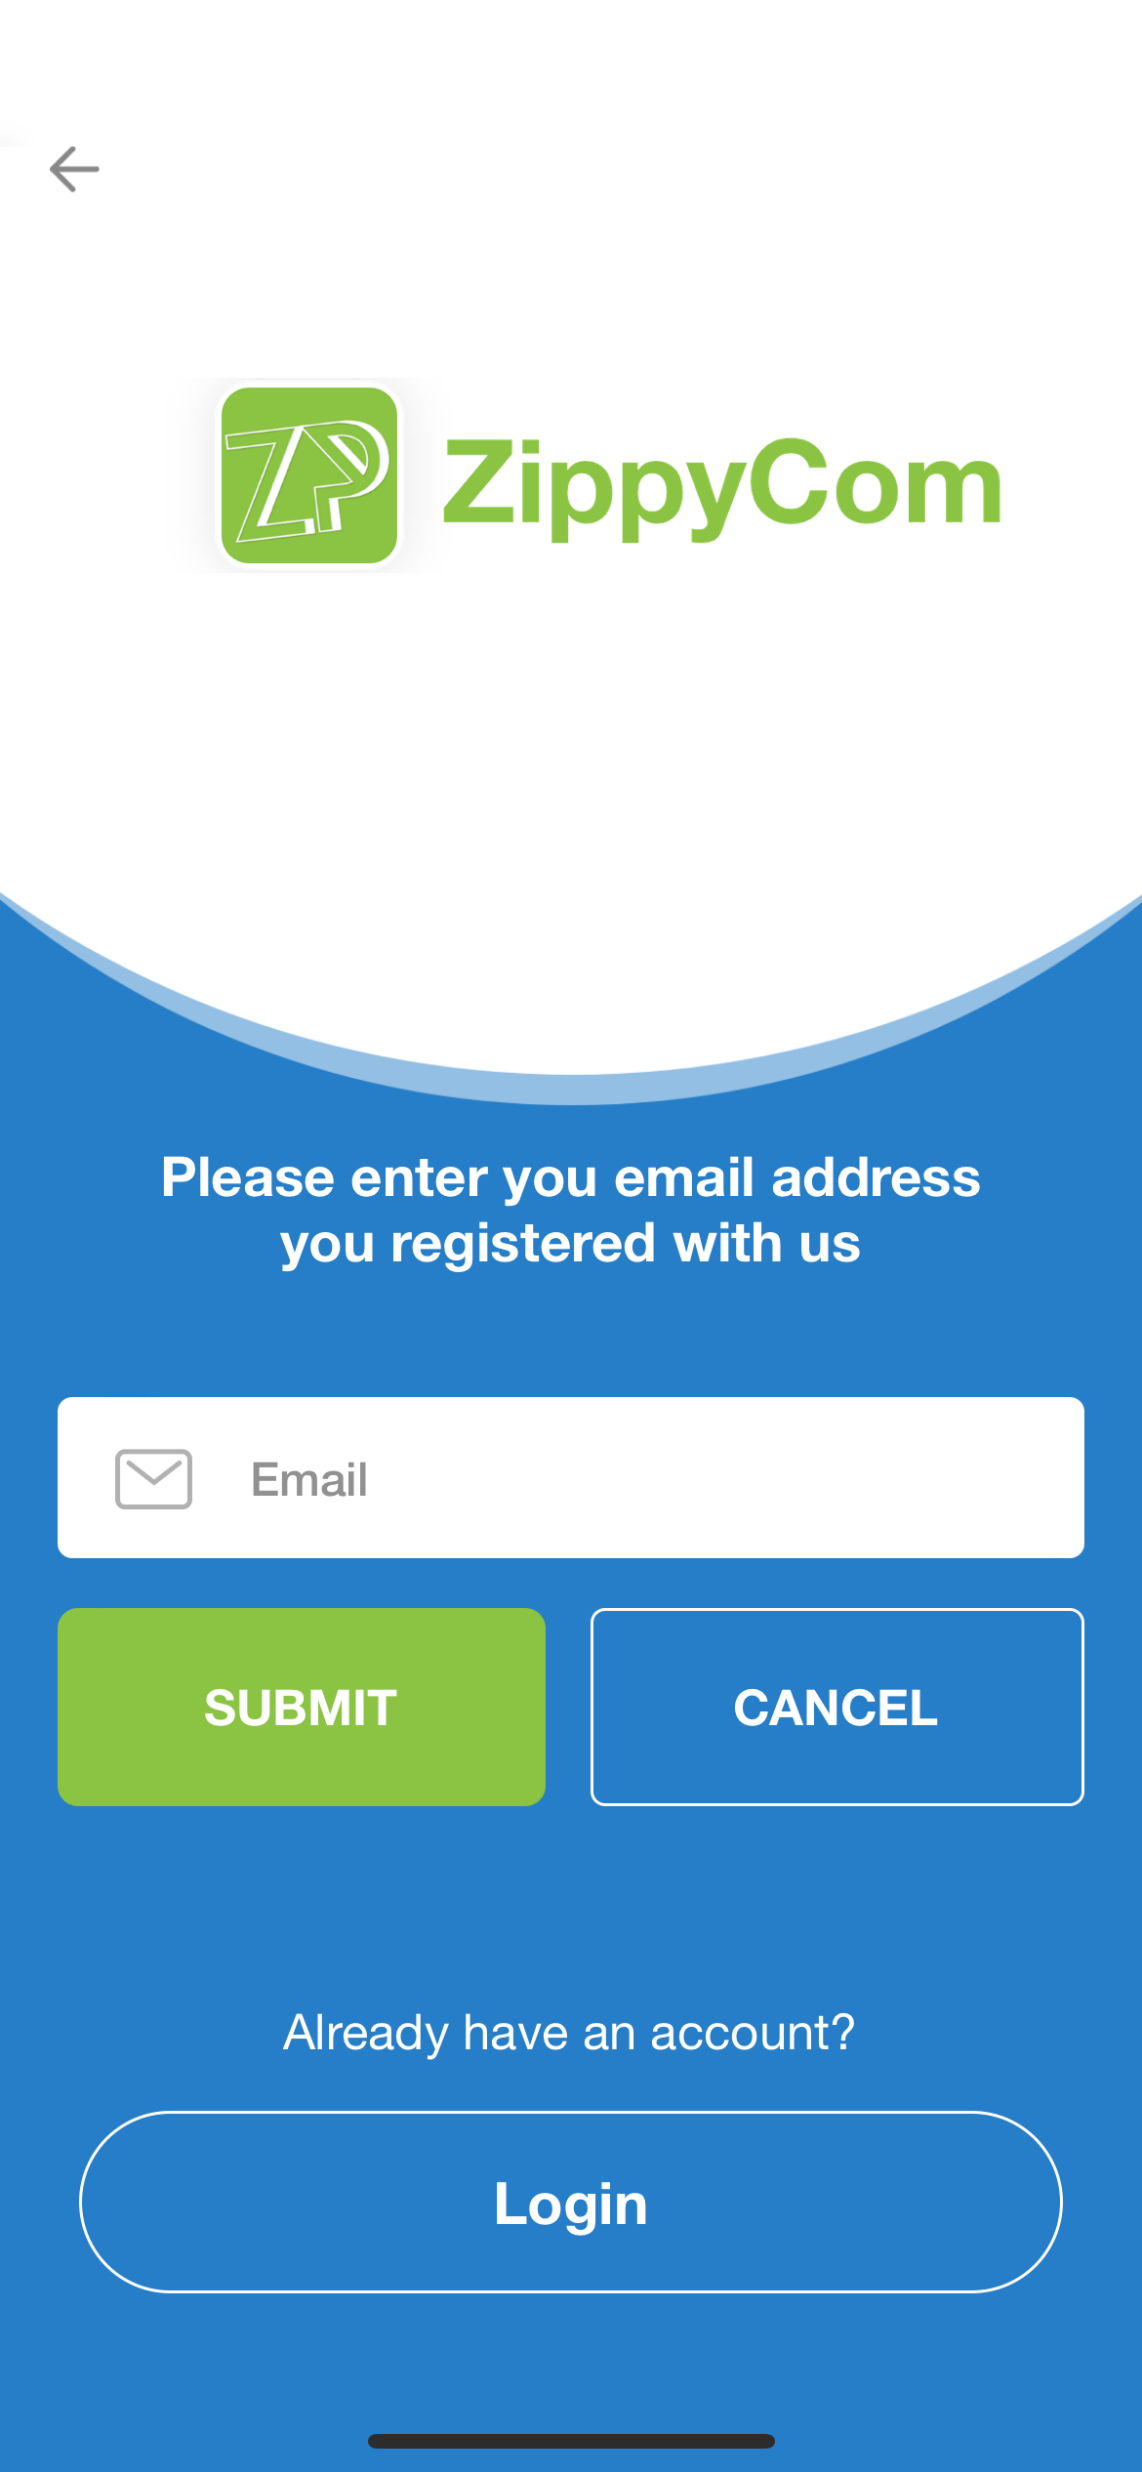 ZP ZippyCom
Please enter you email address
you registered with us
Email
SUBMIT CANCEL
Already have an account?
Login